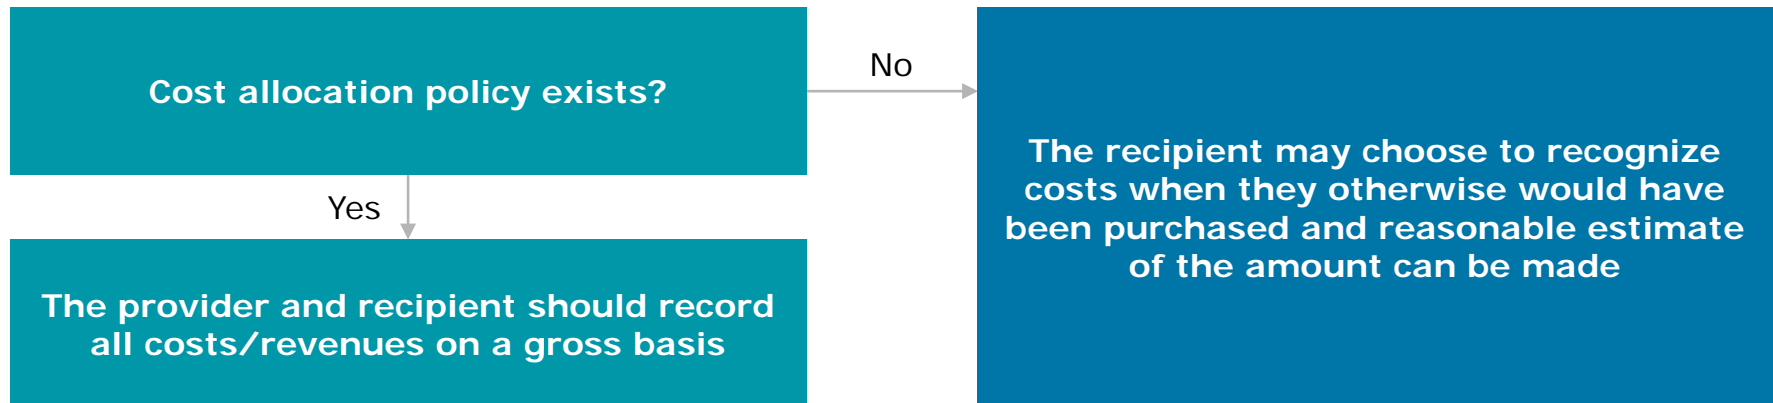 Cost allocation policy exists?
No
Yes
The provider and recipient should record
all costs/revenues on a gross basis
The recipient may choose to recognize
costs when they otherwise would have
been purchased and reasonable estimate
of the amount can be made